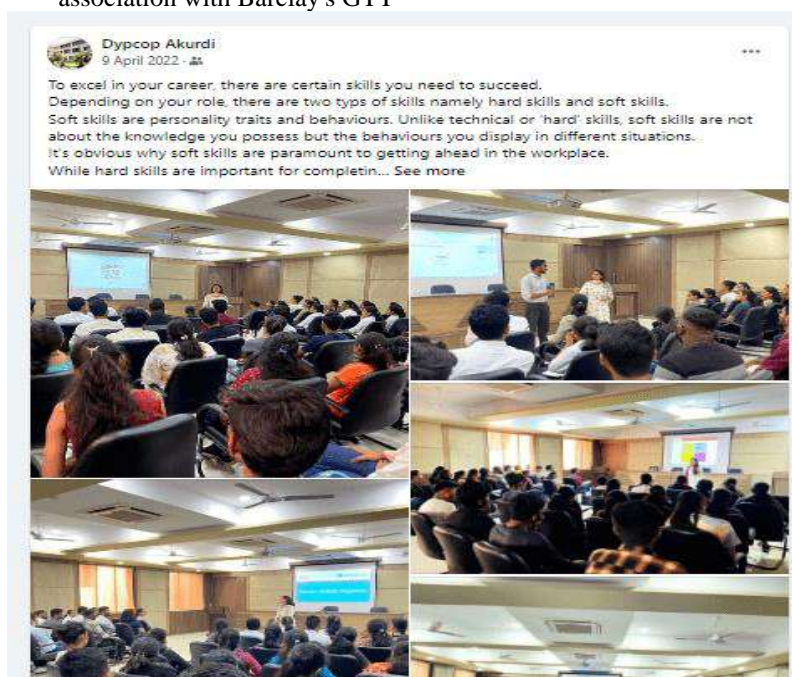 association with Barclay's GTT
Dypcop Akurdi
9 April 2022 ·
To excel in your career, there are certain skills you need to succeed.
Depending on your role, there are two typs of skills namely hard skills and soft skills.
Soft skills are personality traits and behaviours. Unlike technical or 'hard' skills, soft skills are not
about the knowledge you possess but the behaviours you display in different situations.
It's obvious why soft skills are paramount to getting ahead in the workplace.
While hard skills are important for completin... See more